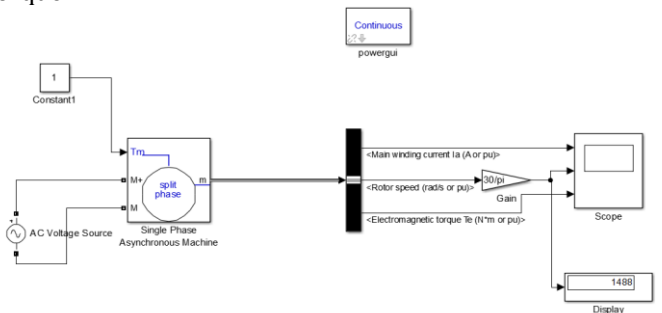 Continuous
powergui
1
Constant1
Tm
M+
M
m
split
phase
Single Phase
Asynchronous Machine
AC Voltage Source
<Main winding current Ia (A or pu)>
<Rotor speed (rad/s or pu)>
<Electromagnetic torque Te (N*m or pu)>
30/pi
Gain
Scope
1488
Display